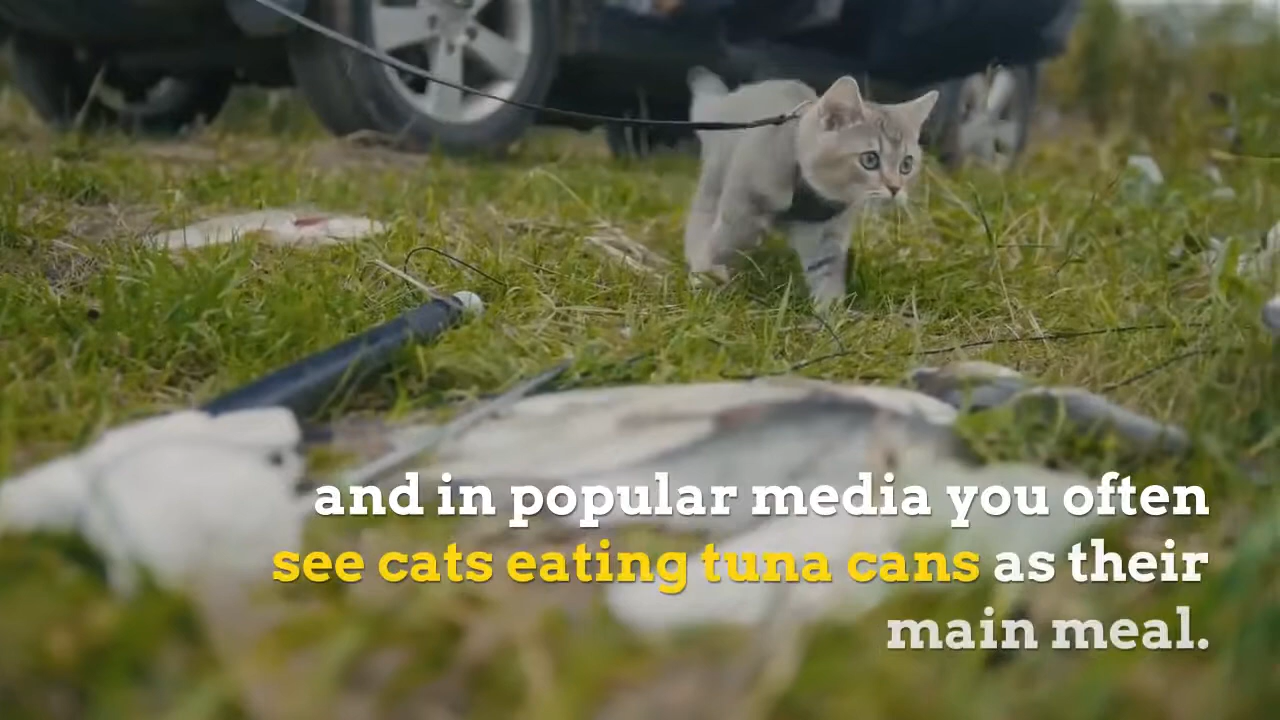 and in popular media you often
see cats eating tuna cans as their
main meal.